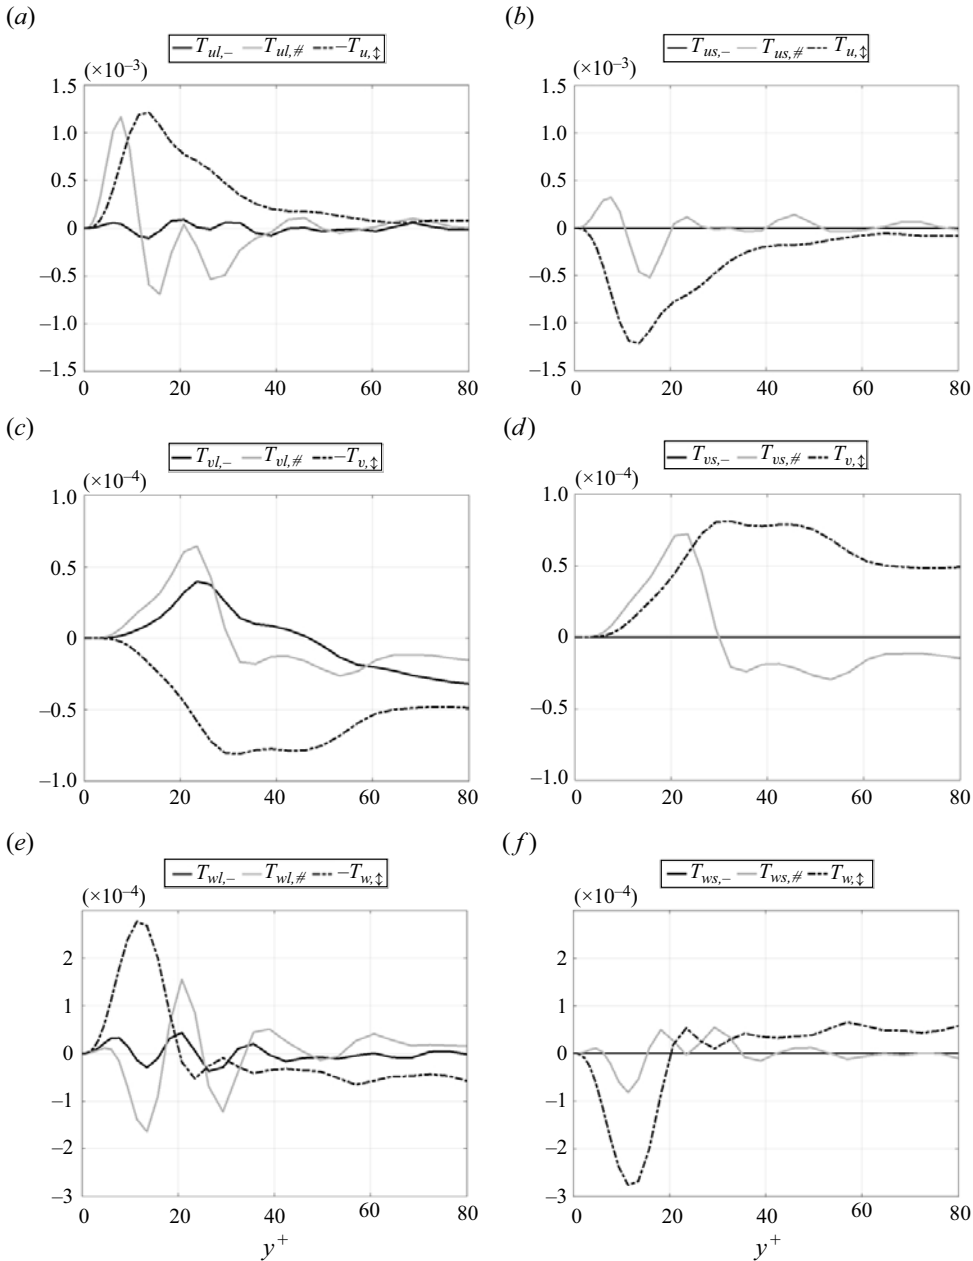 (a)
T_{ul,–} T_{ul,#} –T_{u,↕}
(×10⁻³)
1.5
1.0
0.5
0
–0.5
–1.0
–1.5
0 20 40 60 80
(b)
T_{us,–} T_{us,#} T_{u,↕}
(×10⁻³)
1.5
1.0
0.5
0
–0.5
–1.0
–1.5
0 20 40 60 80
(c)
T_{vl,–} T_{vl,#} –T_{v,↕}
(×10⁻⁴)
1.0
0.5
0
–0.5
–1.0
0 20 40 60 80
(d)
T_{vs,–} T_{vs,#} T_{v,↕}
(×10⁻⁴)
1.0
0.5
0
–0.5
–1.0
0 20 40 60 80
(e)
T_{wl,–} T_{wl,#} –T_{w,↕}
(×10⁻⁴)
2
1
0
–1
–2
–3
0 20 40 60 80
y⁺
(f)
T_{ws,–} T_{ws,#} T_{w,↕}
(×10⁻⁴)
2
1
0
–1
–2
–3
0 20 40 60 80
y⁺